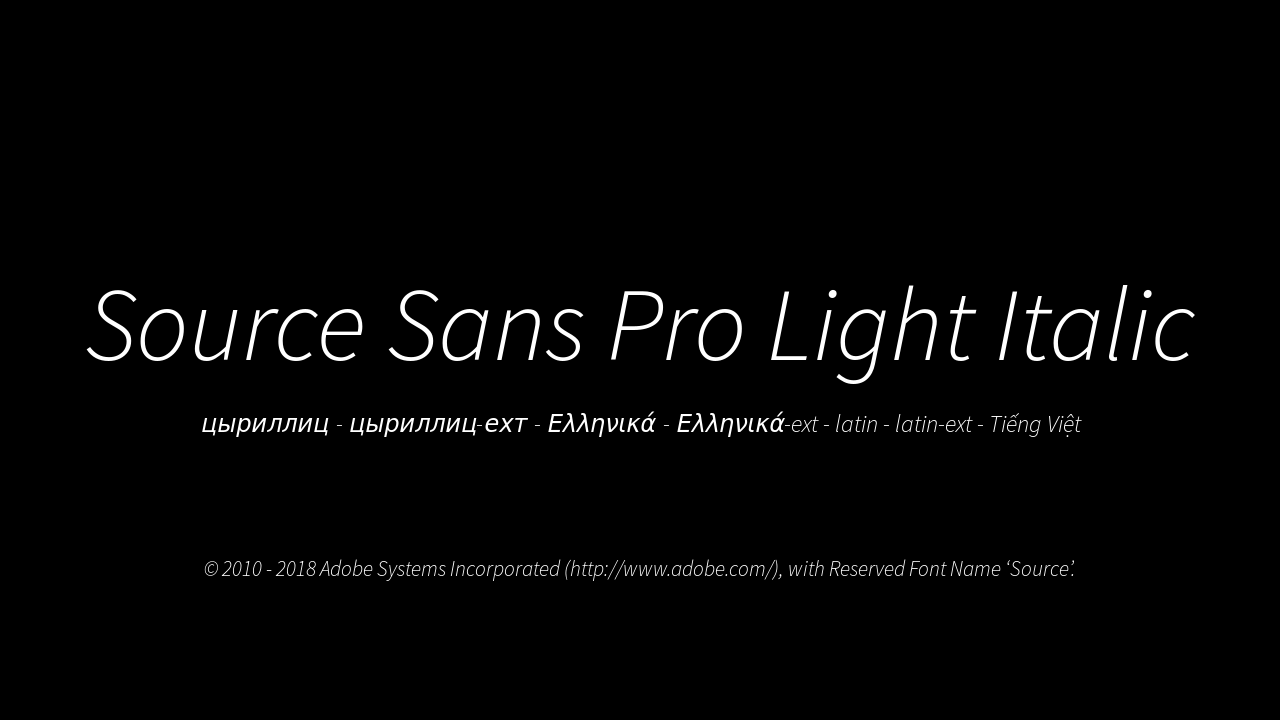 Source Sans Pro Light Italic
цыриллиц - цыриллиц-ехт - Ελληνικά - Ελληνικά-ext - latin - latin-ext - Tiếng Việt
© 2010 - 2018 Adobe Systems Incorporated (http://www.adobe.com/), with Reserved Font Name ‘Source’.